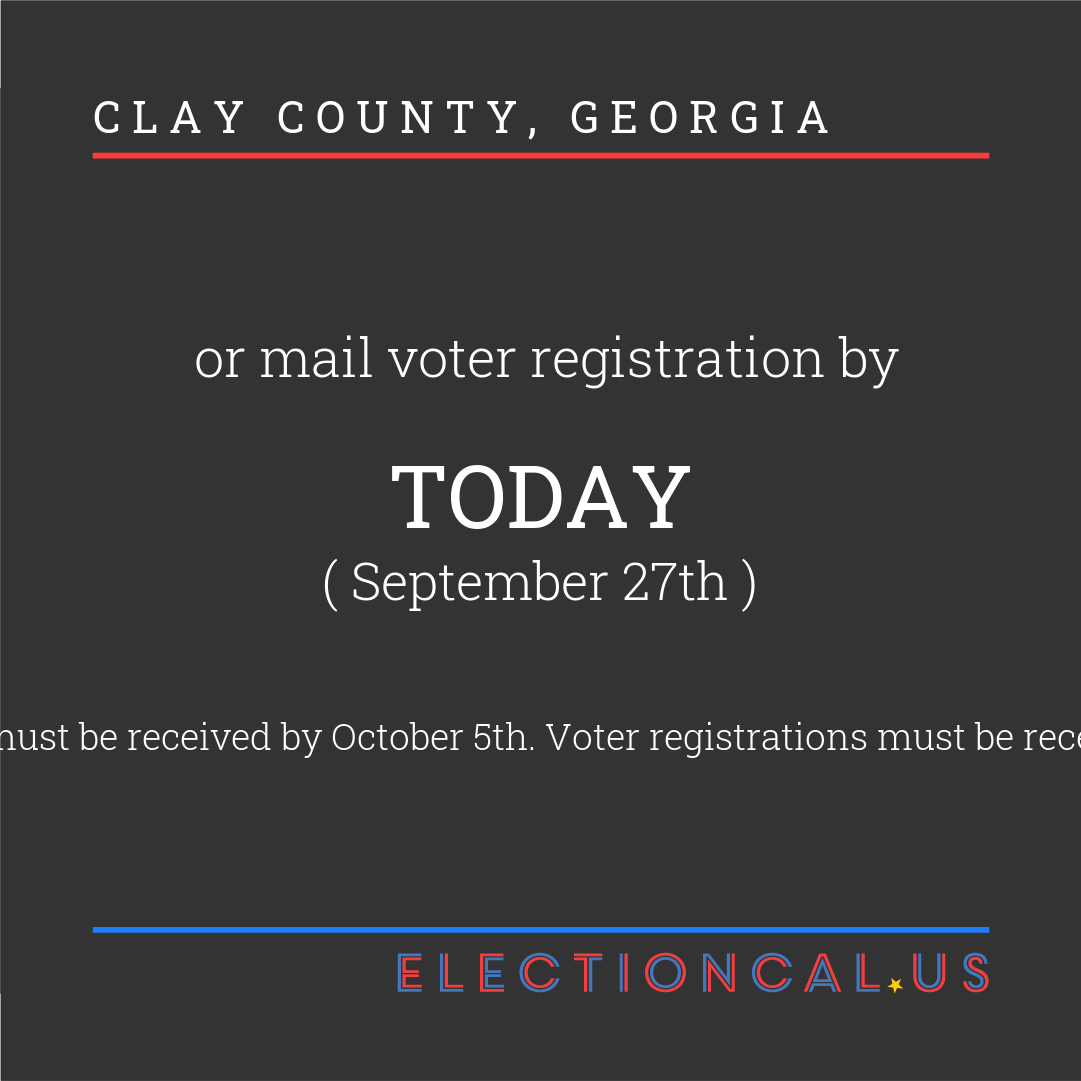 CLAY COUNTY, GEORGIA
or mail voter registration by
TODAY
( September 27th )
must be received by October 5th. Voter registrations must be
ELECTIONCAL.US